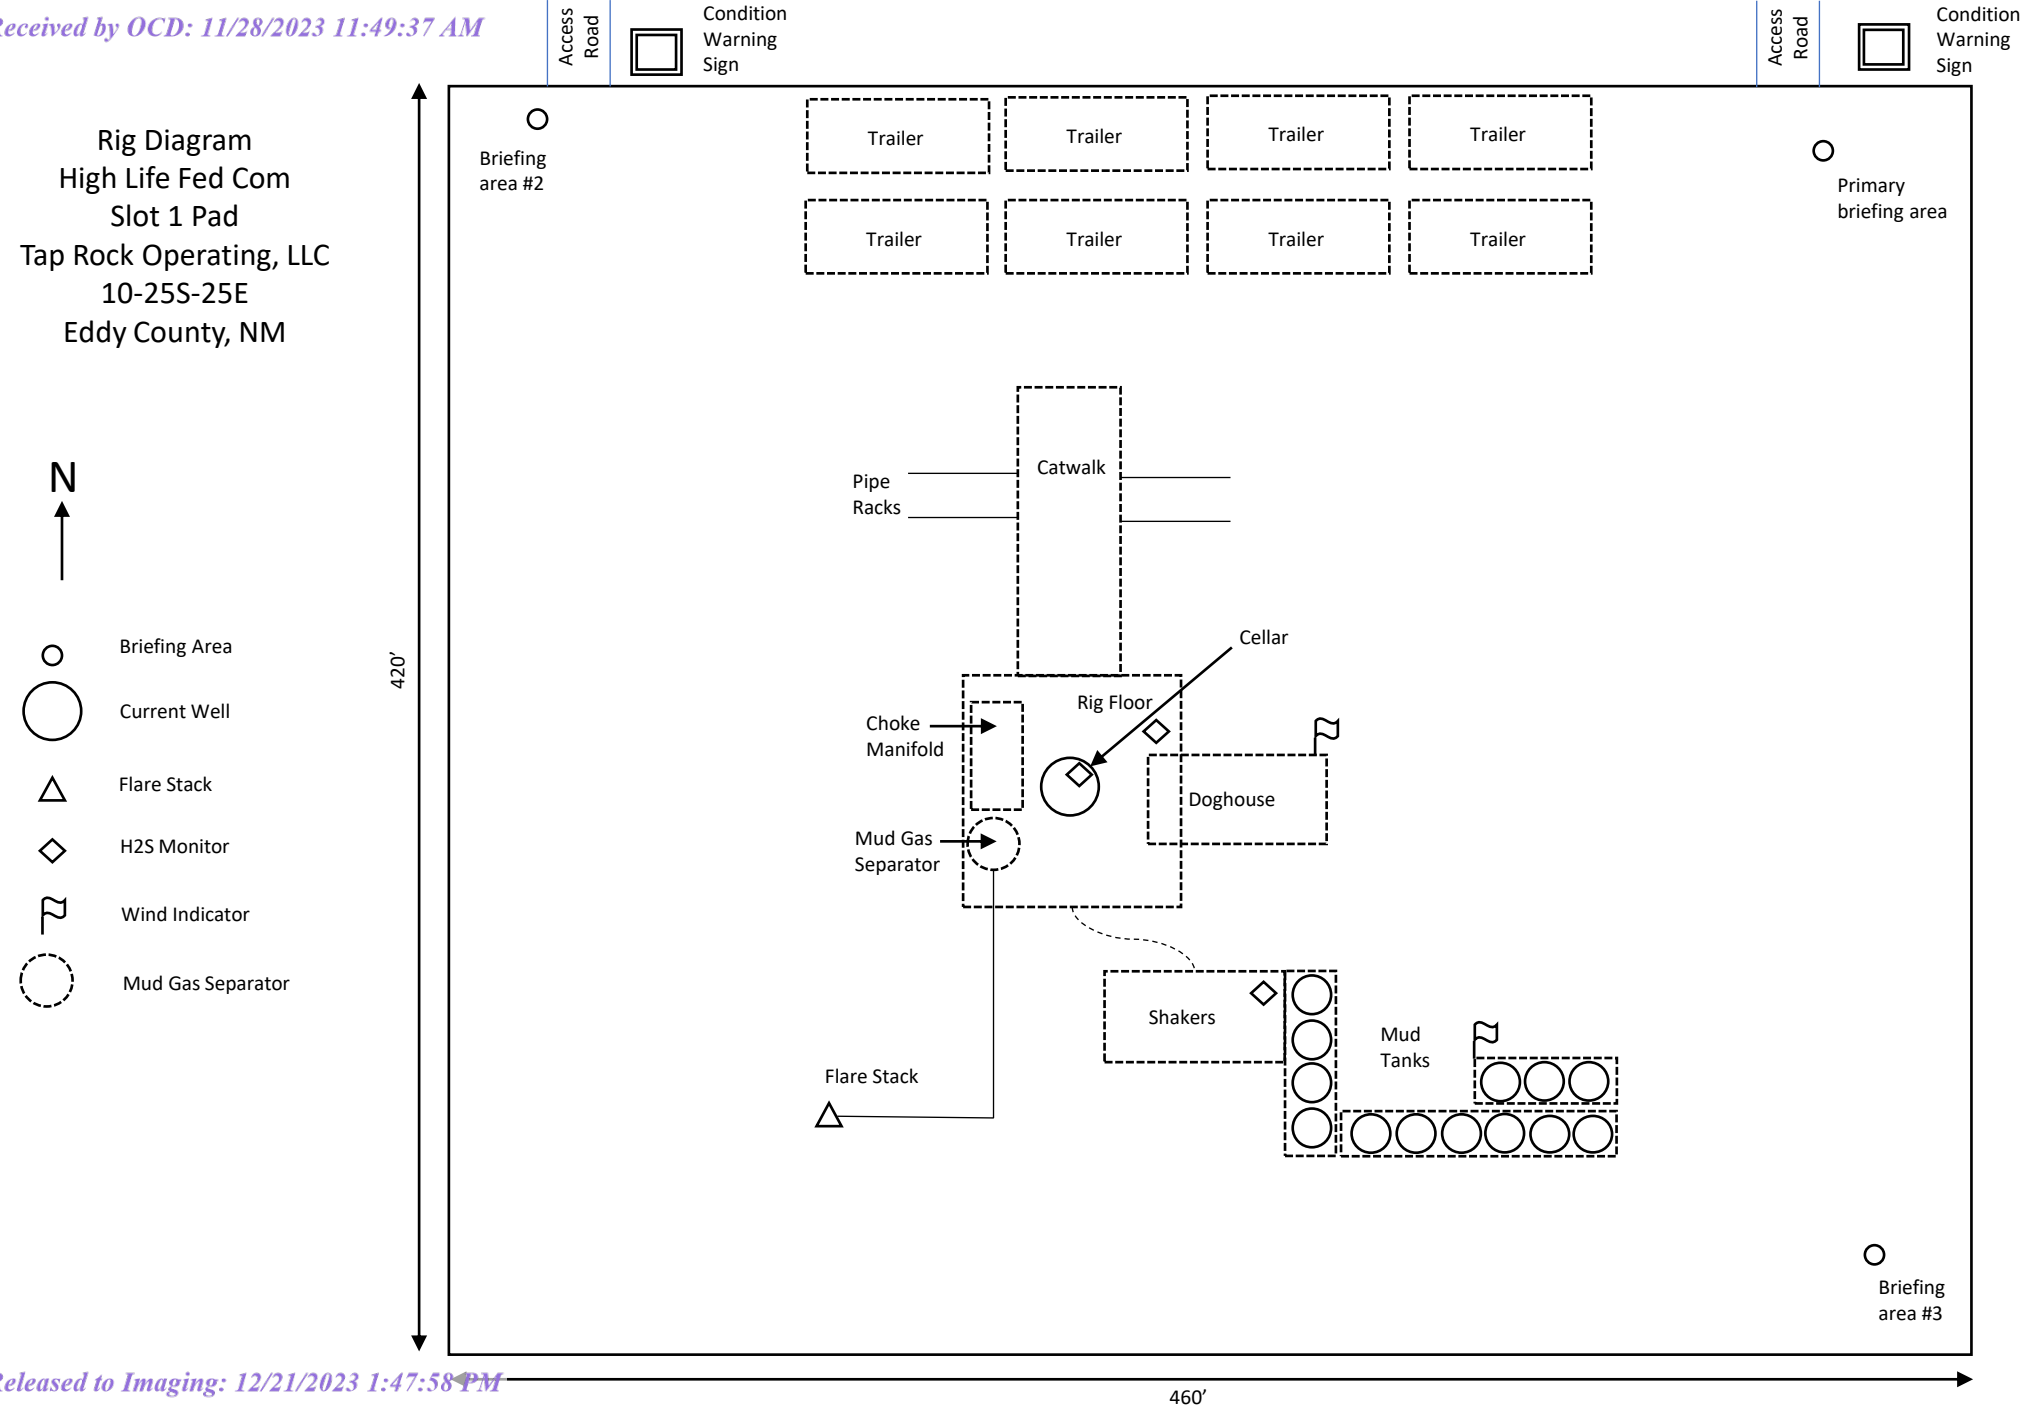 Received by OCD: 11/28/2023 11:49:37 AM
Access
Road
Condition
Warning
Sign
Access
Road
Condition
Warning
Sign
Rig Diagram
High Life Fed Com
Slot 1 Pad
Tap Rock Operating, LLC
10-25S-25E
Eddy County, NM
Briefing
area #2
Trailer
Trailer
Trailer
Trailer
Primary
briefing area
Trailer
Trailer
Trailer
Trailer
N
Catwalk
Pipe
Racks
Briefing Area
Current Well
Flare Stack
H2S Monitor
Wind Indicator
Mud Gas Separator
420'
Cellar
Rig Floor
Choke
Manifold
Doghouse
Mud Gas
Separator
Shakers
Mud
Tanks
Flare Stack
Briefing
area #3
Released to Imaging: 12/21/2023 1:47:58 PM
460'